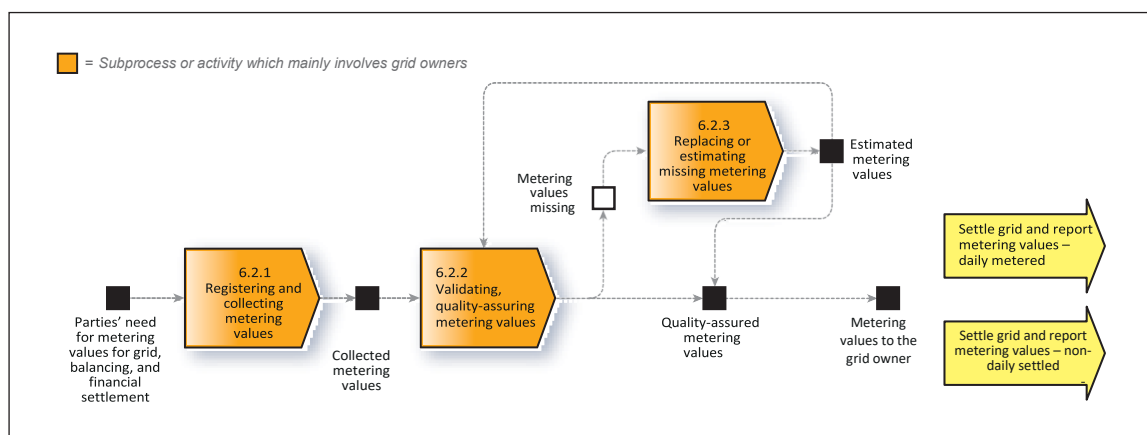 = Subprocess or activity which mainly involves grid owners
6.2.3
Replacing or
estimating
missing metering
values
Estimated
metering
values
Metering
values
missing
Settle grid and report
metering values –
daily metered
6.2.1
Registering and
collecting
metering
values
6.2.2
Validating,
quality-assuring
metering values
Parties’ need
for metering
values for grid,
balancing, and
financial
settlement
Collected
metering
values
Quality-assured
metering
values
Metering
values to the
grid owner
Settle grid and report
metering values – non-
daily settled